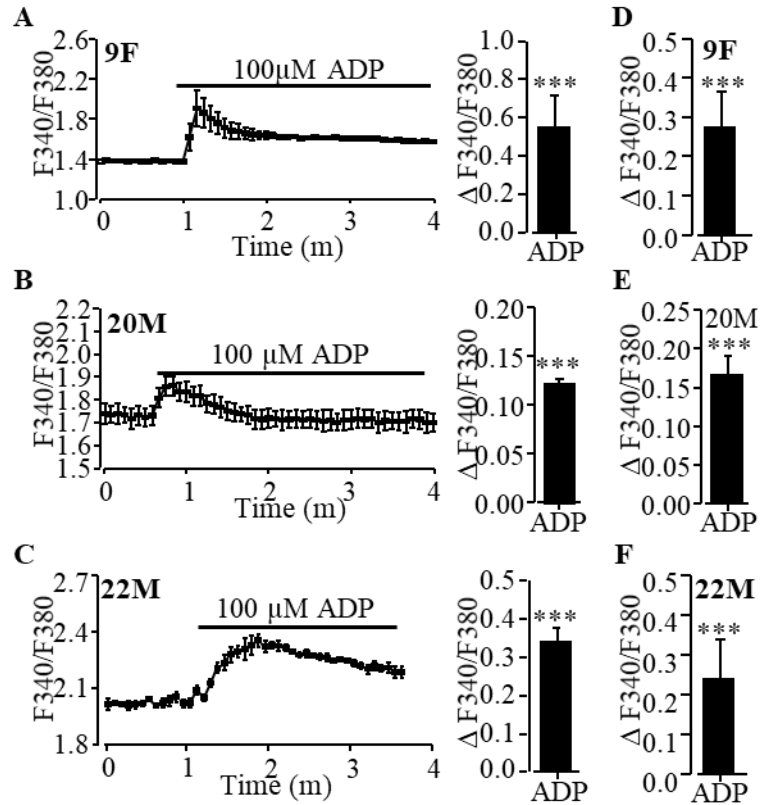 A
9F
F340/F380
2.6
2.2
1.8
1.4
1.0
100µM ADP
0 1 2 3 4
Time (m)
Δ F340/F380
1.0
0.8
0.6
0.4
0.2
0.0
***
ADP
D
9F
Δ F340/F380
0.5
0.4
0.3
0.2
0.1
0.0
***
ADP
B
20M
F340/F380
2.2
2.1
2.0
1.9
1.8
1.7
1.6
1.5
100 µM ADP
0 1 2 3 4
Time (m)
Δ F340/F380
0.20
0.15
0.10
0.05
0.00
***
ADP
E
20M
Δ F340/F380
0.25
0.20
0.15
0.10
0.05
0.00
***
ADP
C
22M
F340/F380
2.7
2.4
2.1
1.8
100 µM ADP
0 1 2 3 4
Time (m)
Δ F340/F380
0.5
0.4
0.3
0.2
0.1
0.0
***
ADP
F
22M
Δ F340/F380
0.5
0.4
0.3
0.2
0.1
0.0
***
ADP